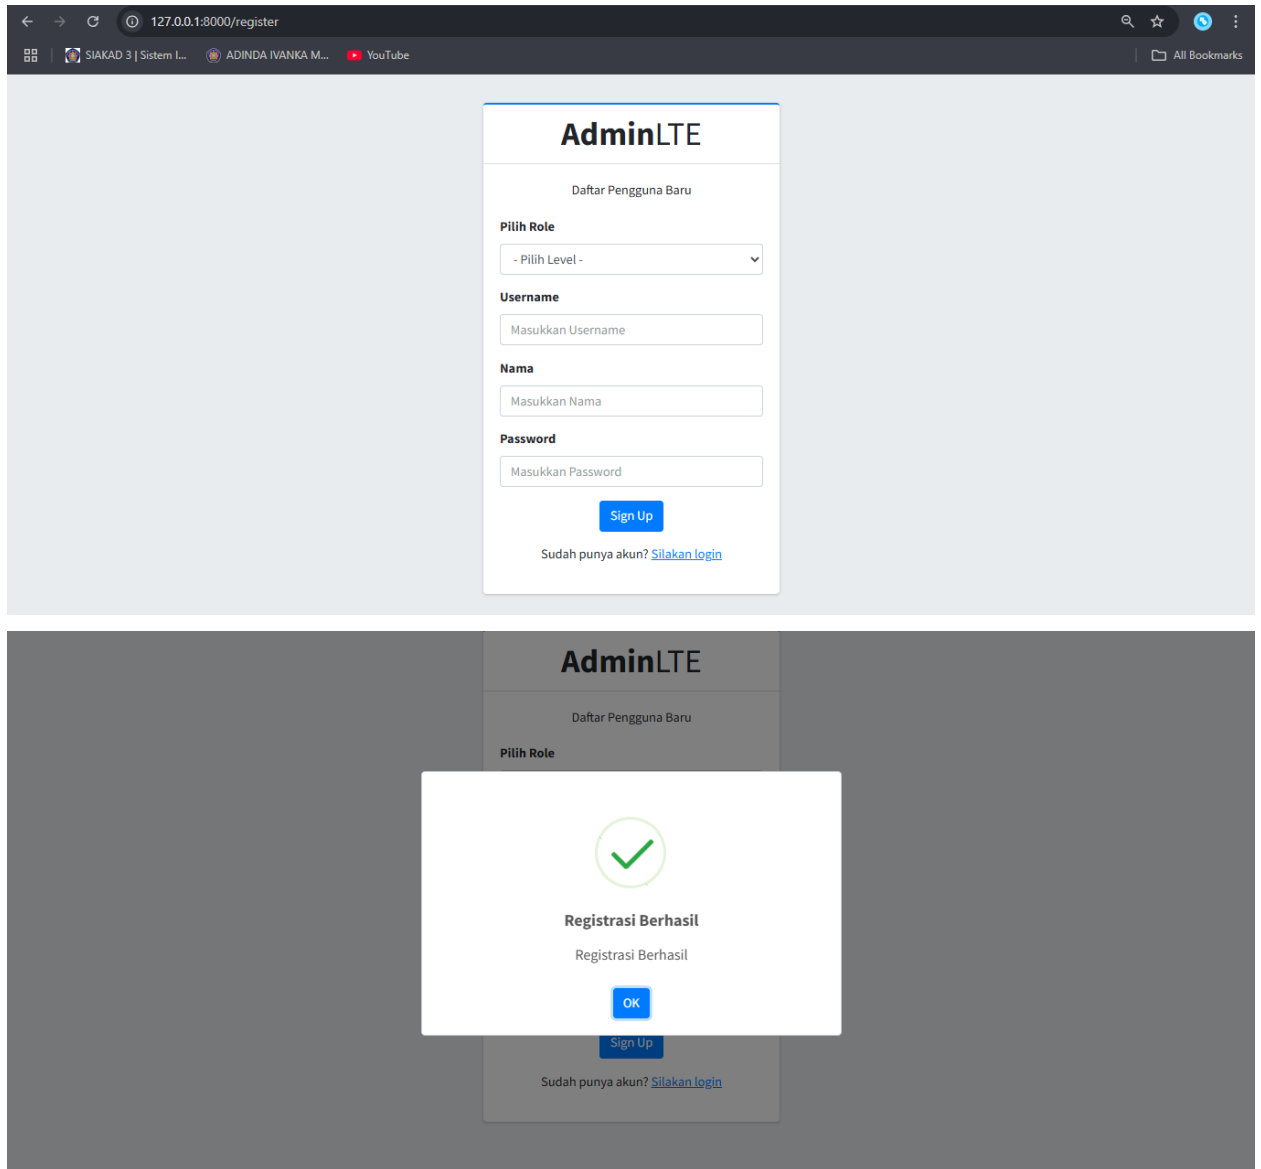 127.0.0.1:8000/register
SIAKAD 3 | Sistem I... ADINDA IVANKA M... YouTube All Bookmarks
AdminLTE
Daftar Pengguna Baru
Pilih Role
- Pilih Level -
Username
Masukkan Username
Nama
Masukkan Nama
Password
Masukkan Password
Sign Up
Sudah punya akun? Silakan login
AdminLTE
Daftar Pengguna Baru
Pilih Role
Registrasi Berhasil
Registrasi Berhasil
OK
Sign Up
Sudah punya akun? Silakan login